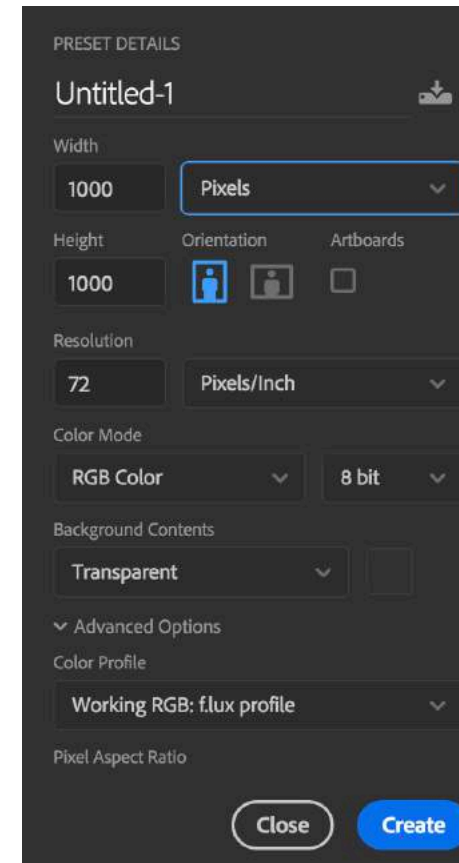 PRESET DETAILS
Untitled-1
Width
1000 Pixels
Height Orientation Artboards
1000
Resolution
72 Pixels/Inch
Color Mode
RGB Color 8 bit
Background Contents
Transparent
Advanced Options
Color Profile
Working RGB: f.lux profile
Pixel Aspect Ratio
Close Create